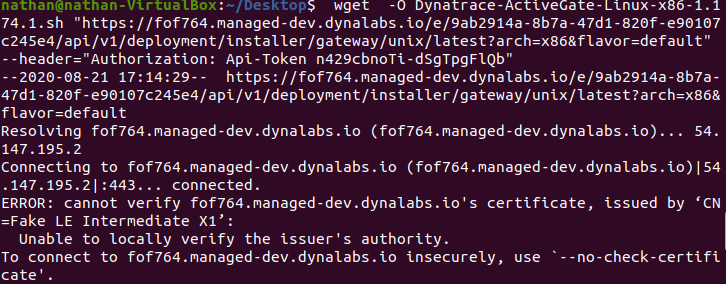 nathan@nathan-VirtualBox:~/Desktop$  wget  -O Dynatrace-ActiveGate-Linux-x86-1.1
74.1.sh "https://fof764.managed-dev.dynalabs.io/e/9ab2914a-8b7a-47d1-820f-e90107
c245e4/api/v1/deployment/installer/gateway/unix/latest?arch=x86&flavor=default"
--header="Authorization: Api-Token n429cbnoTi-dSgTpgFlQb"
--2020-08-21 17:14:29--  https://fof764.managed-dev.dynalabs.io/e/9ab2914a-8b7a-
47d1-820f-e90107c245e4/api/v1/deployment/installer/gateway/unix/latest?arch=x86&
flavor=default
Resolving fof764.managed-dev.dynalabs.io (fof764.managed-dev.dynalabs.io)... 54.
147.195.2
Connecting to fof764.managed-dev.dynalabs.io (fof764.managed-dev.dynalabs.io)|54
.147.195.2|:443... connected.
ERROR: cannot verify fof764.managed-dev.dynalabs.io's certificate, issued by ‘CN
=Fake LE Intermediate X1’:
  Unable to locally verify the issuer's authority.
To connect to fof764.managed-dev.dynalabs.io insecurely, use `--no-check-certifi
cate'.